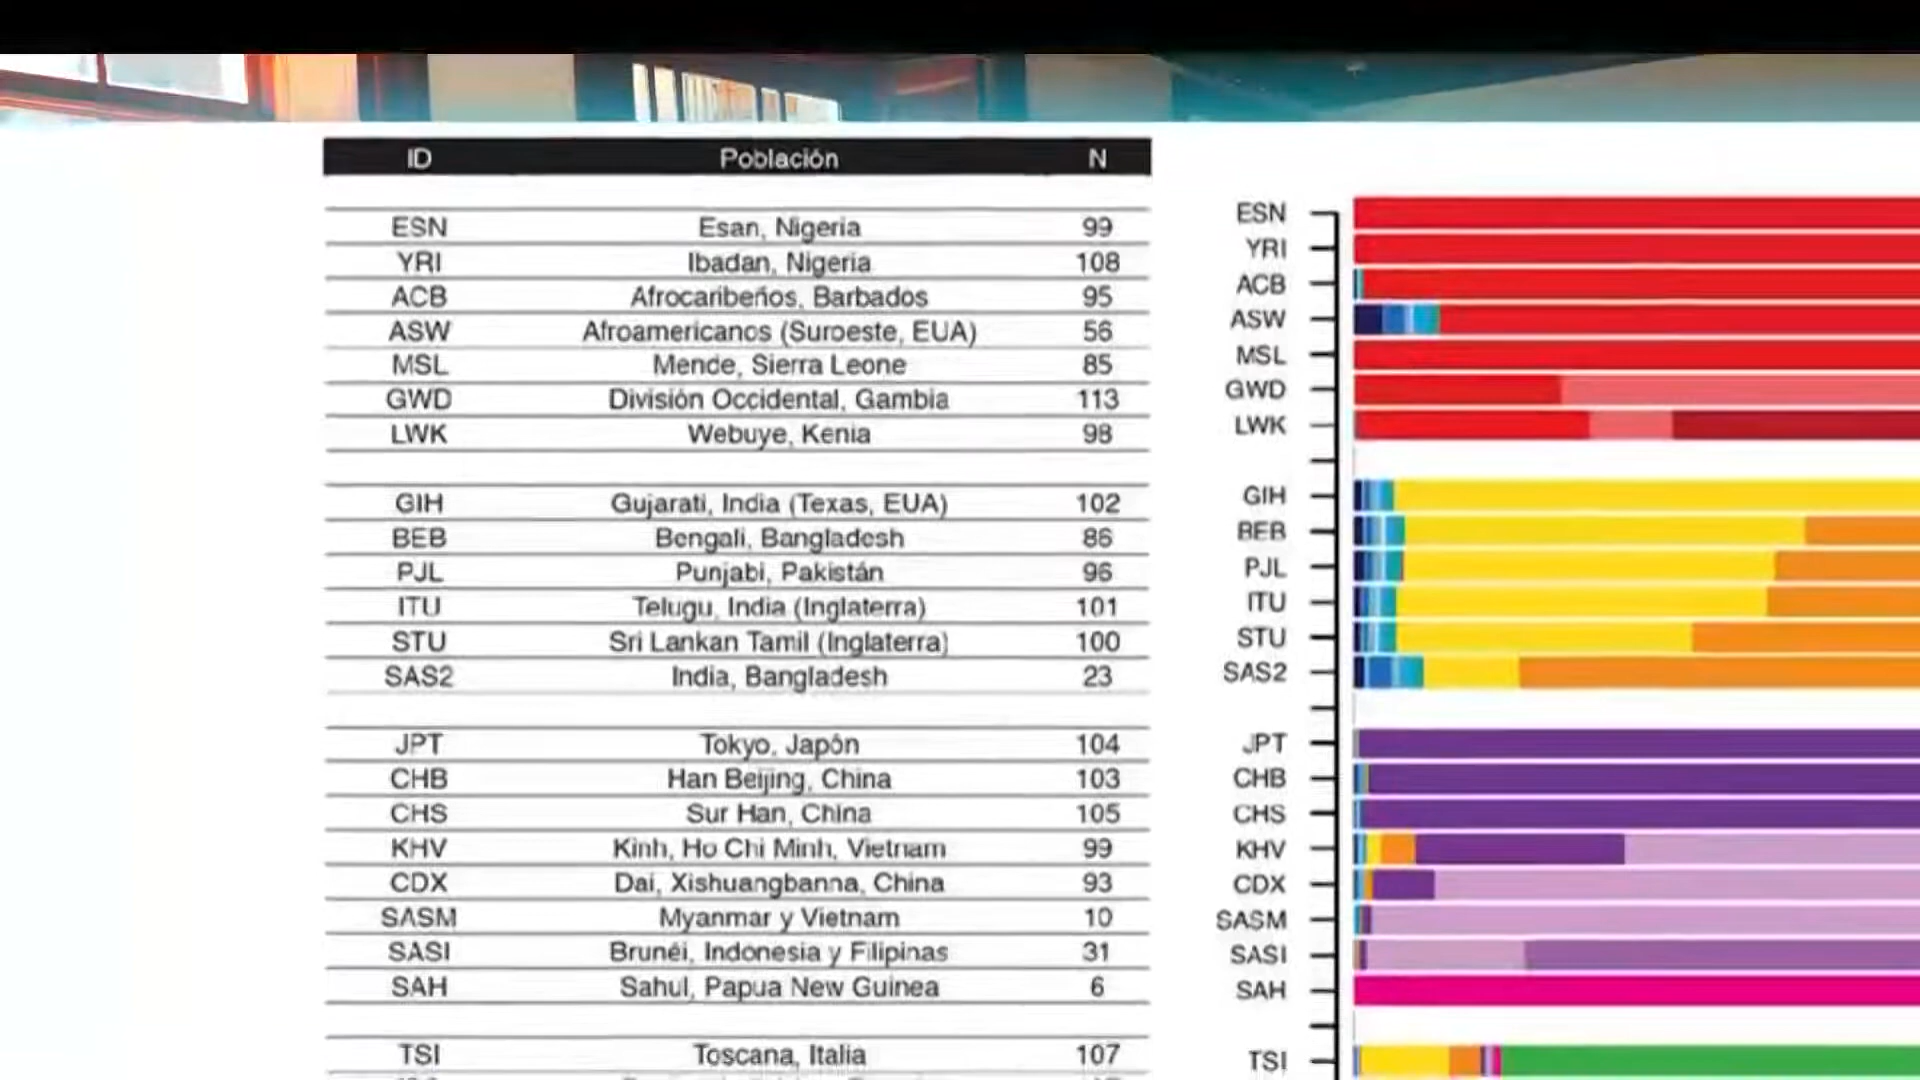 ID Población N
ESN Esan, Nigeria 99
YRI Ibadan, Nigeria 108
ACB Afrocaribeños, Barbados 95
ASW Afroamericanos (Suroeste, EUA) 56
MSL Mende, Sierra Leone 85
GWD División Occidental, Gambia 113
LWK Webuye, Kenia 98
GIH Gujarati, India (Texas, EUA) 102
BEB Bengali, Bangladesh 86
PJL Punjabi, Pakistán 96
ITU Telugu, India (Inglaterra) 101
STU Sri Lankan Tamil (Inglaterra) 100
SAS2 India, Bangladesh 23
JPT Tokyo, Japón 104
CHB Han Beijing, China 103
CHS Sur Han, China 105
KHV Kinh, Ho Chi Minh, Vietnam 99
CDX Dai, Xishuangbanna, China 93
SASM Myanmar y Vietnam 10
SASI Brunéi, Indonesia y Filipinas 31
SAH Sahul, Papua New Guinea 6
TSI Toscana, Italia 107
ESN
YRI
ACB
ASW
MSL
GWD
LWK
GIH
BEB
PJL
ITU
STU
SAS2
JPT
CHB
CHS
KHV
CDX
SASM
SASI
SAH
TSI